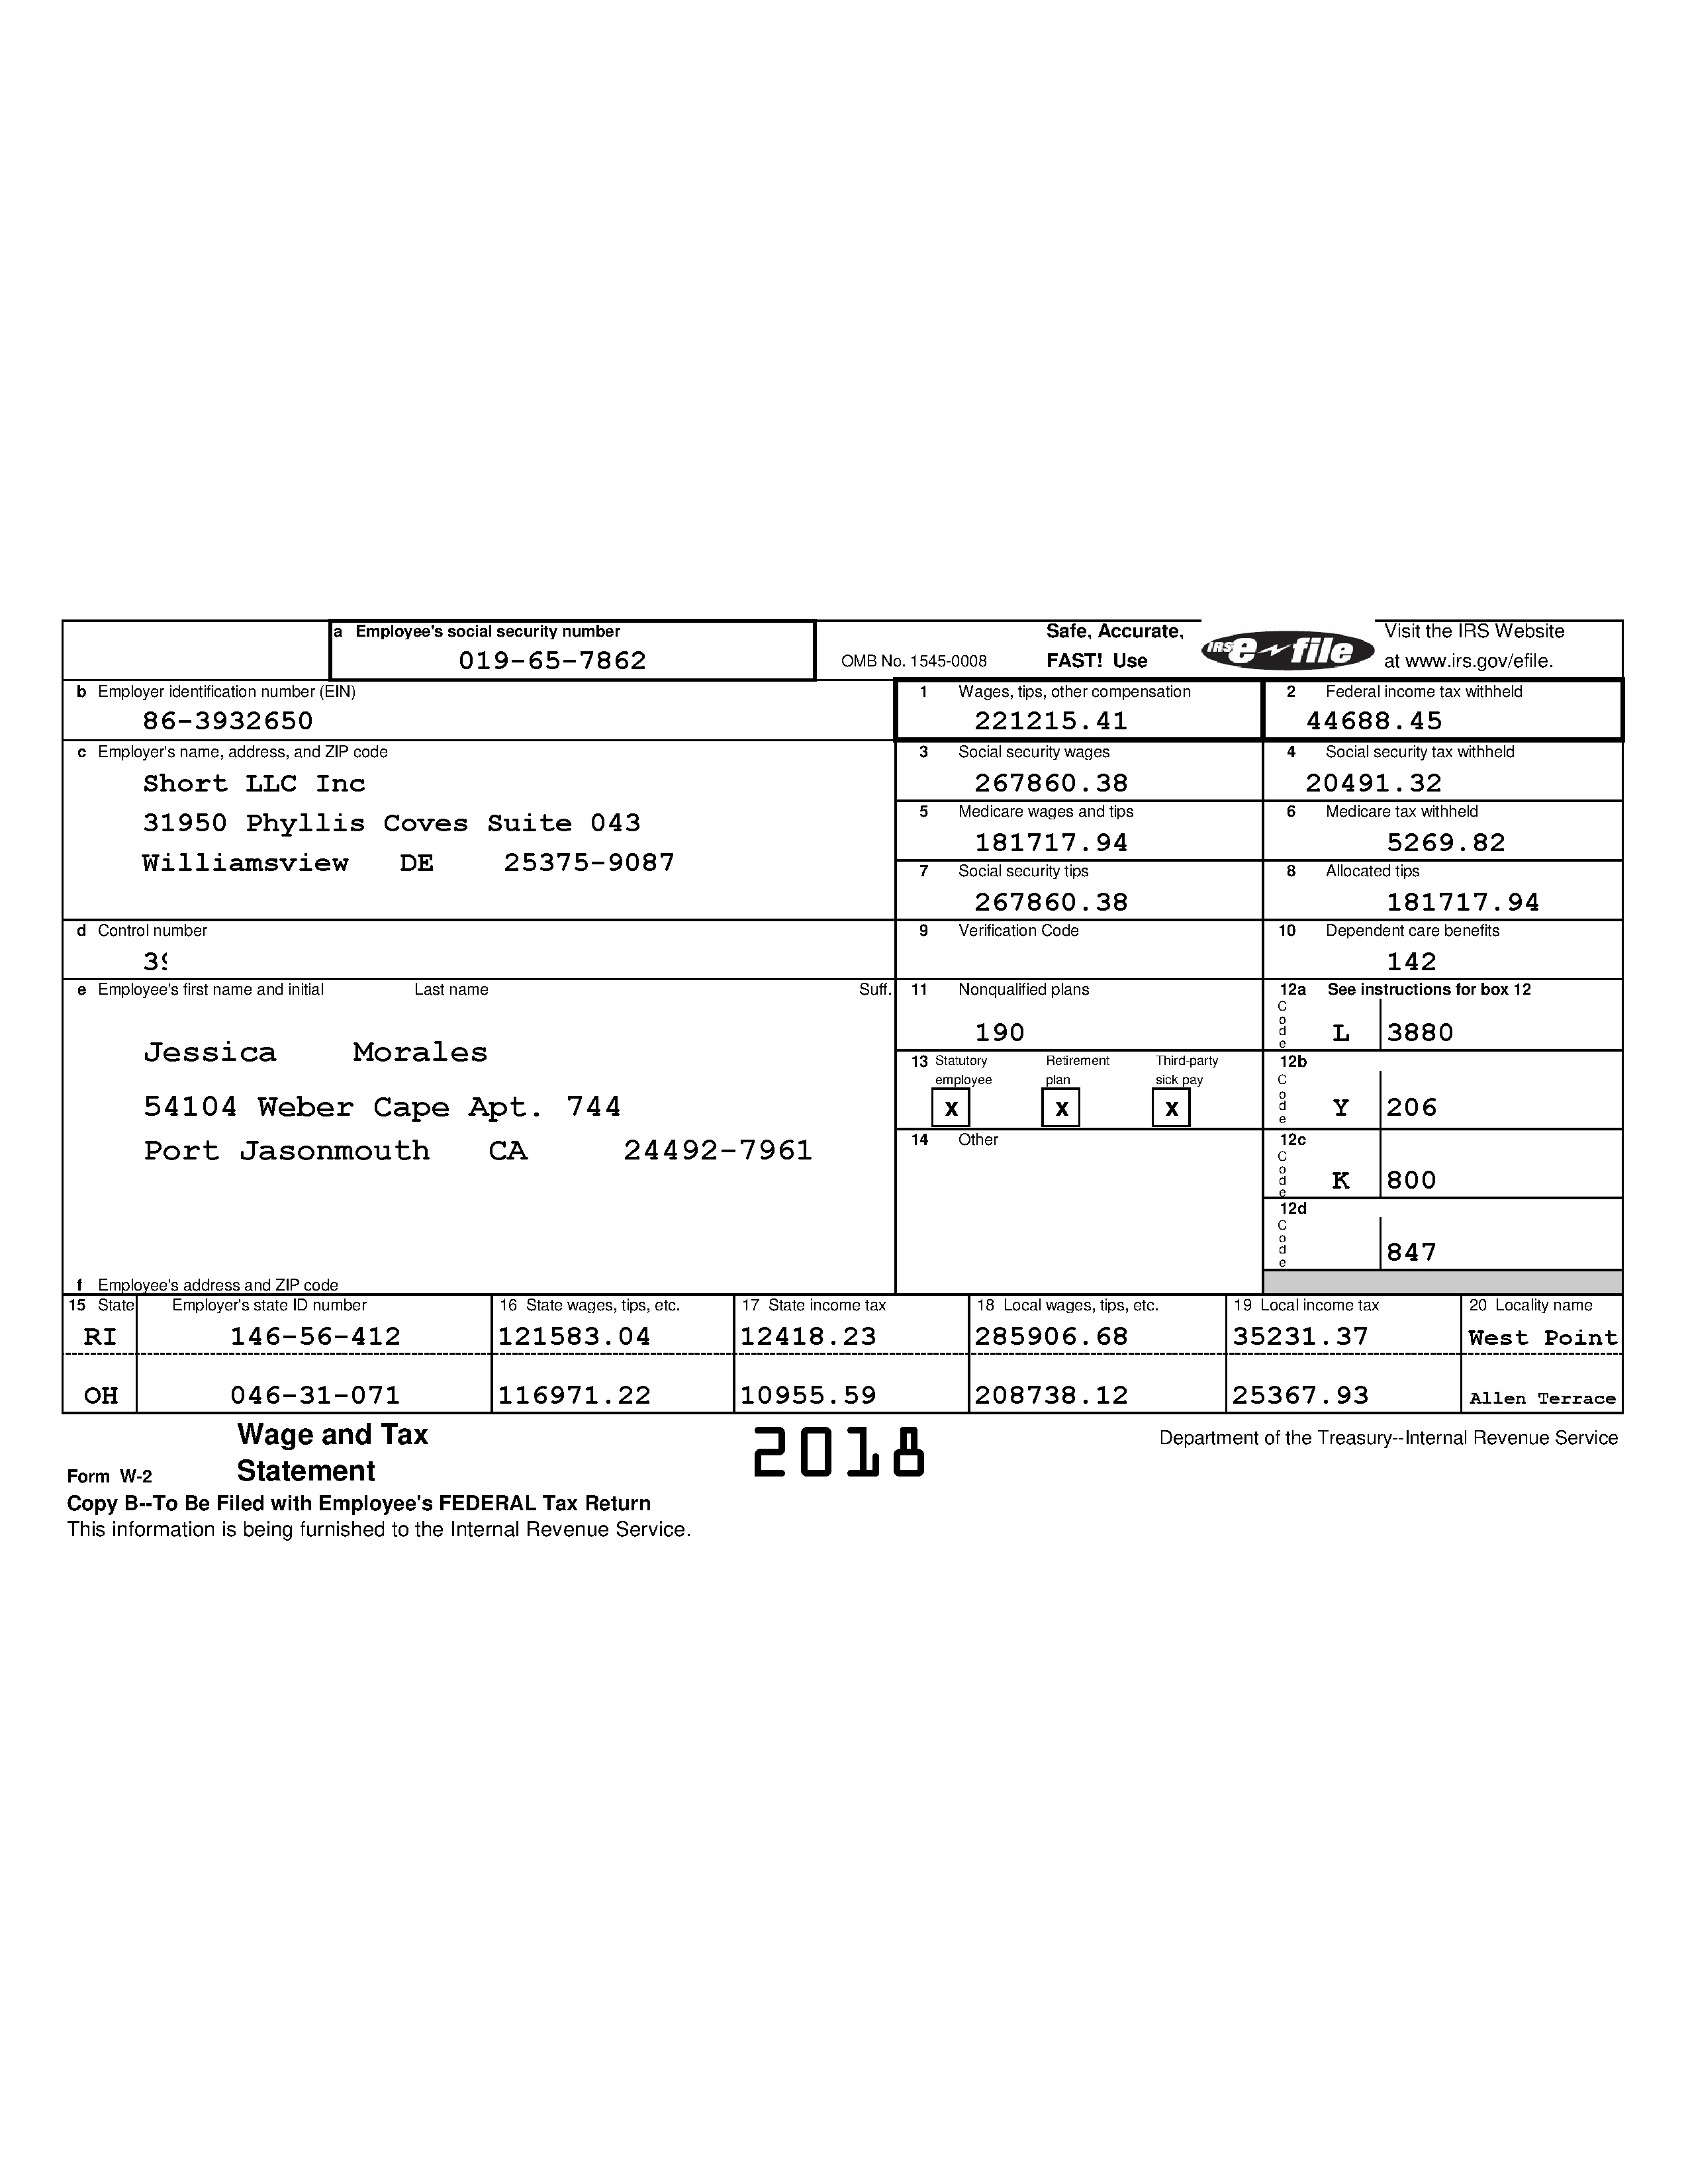 a Employee's social security number
019-65-7862
OMB No. 1545-0008
Safe, Accurate,
FAST! Use
IRS e file
Visit the IRS Website
at www.irs.gov/efile.
b Employer identification number (EIN)
86-3932650
1 Wages, tips, other compensation
221215.41
2 Federal income tax withheld
44688.45
c Employer's name, address, and ZIP code
Short LLC Inc
31950 Phyllis Coves Suite 043
Williamsview DE 25375-9087
3 Social security wages
267860.38
4 Social security tax withheld
20491.32
5 Medicare wages and tips
181717.94
6 Medicare tax withheld
5269.82
7 Social security tips
267860.38
8 Allocated tips
181717.94
d Control number
9 Verification Code
10 Dependent care benefits
142
e Employee's first name and initial Last name Suff.
Jessica Morales
54104 Weber Cape Apt. 744
Port Jasonmouth CA 24492-7961
f Employee's address and ZIP code
11 Nonqualified plans
190
12a See instructions for box 12
Code L 3880
13 Statutory employee Retirement plan Third-party sick pay
X X X
12b
Code Y 206
14 Other
12c
Code K 800
12d
Code 847
15 State Employer's state ID number 16 State wages, tips, etc. 17 State income tax 18 Local wages, tips, etc. 19 Local income tax 20 Locality name
RI 146-56-412 121583.04 12418.23 285906.68 35231.37 West Point
OH 046-31-071 116971.22 10955.59 208738.12 25367.93 Allen Terrace
Form W-2 Wage and Tax Statement
2018
Department of the Treasury--Internal Revenue Service
Copy B--To Be Filed with Employee's FEDERAL Tax Return
This information is being furnished to the Internal Revenue Service.